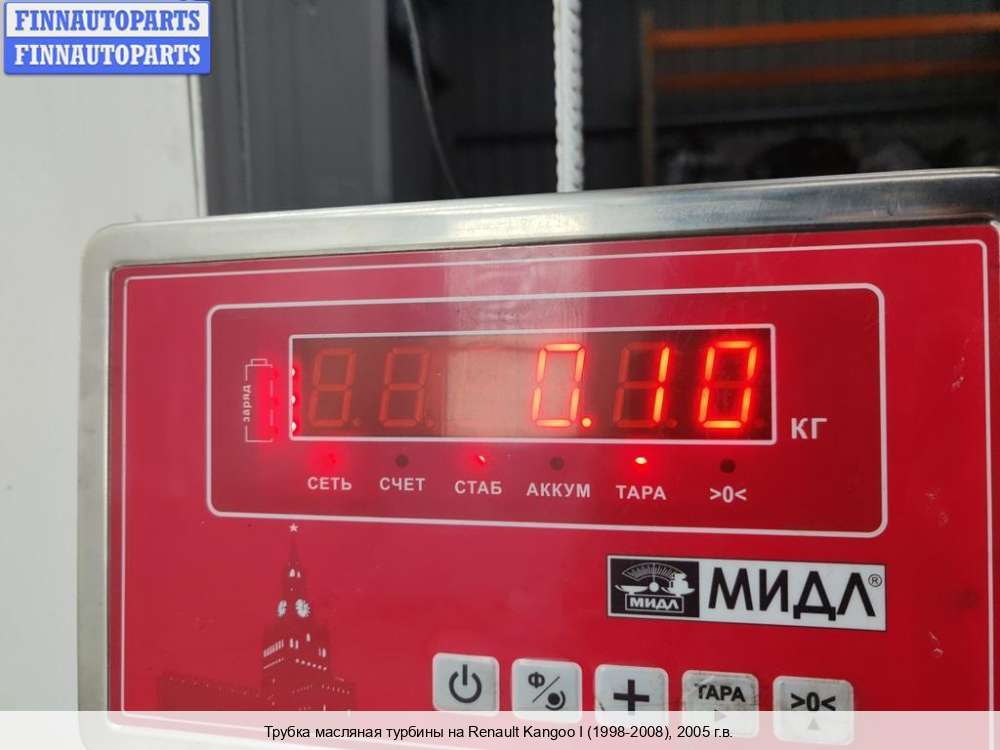 FINNAUTOPARTS
FINNAUTOPARTS
заряд
0.10
КГ
СЕТЬ СЧЕТ СТАБ АККУМ ТАРА >0<
МИДЛ
МИДЛ®
Ф
ТАРА >0<
Трубка масляная турбины на Renault Kangoo I (1998-2008), 2005 г.в.